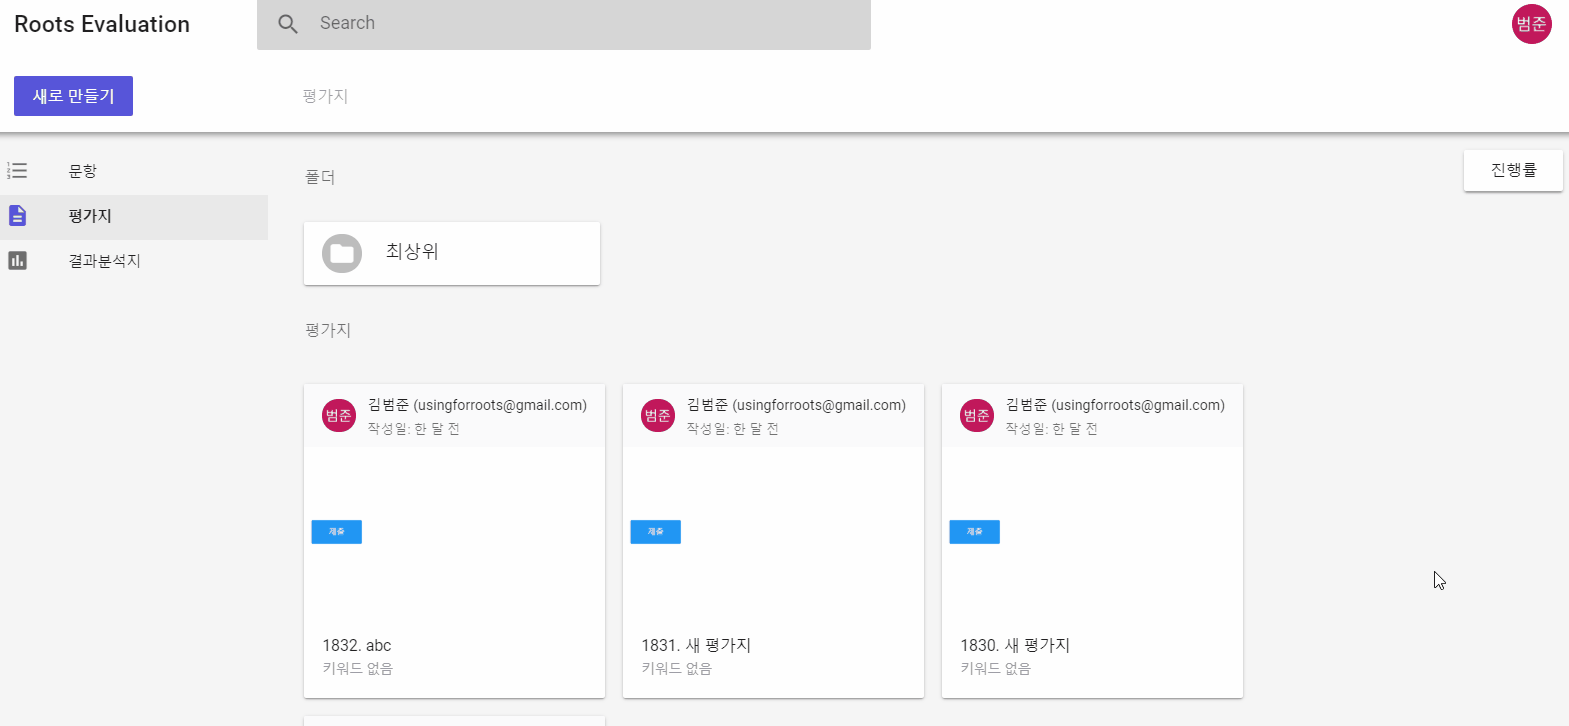 Roots Evaluation
Search
범준
새로 만들기
평가지
문항
평가지
결과분석지
폴더
진행률
최상위
평가지
범준
김범준 (usingforroots@gmail.com)
작성일: 한 달 전
제출
1832. abc
키워드 없음
범준
김범준 (usingforroots@gmail.com)
작성일: 한 달 전
제출
1831. 새 평가지
키워드 없음
범준
김범준 (usingforroots@gmail.com)
작성일: 한 달 전
제출
1830. 새 평가지
키워드 없음